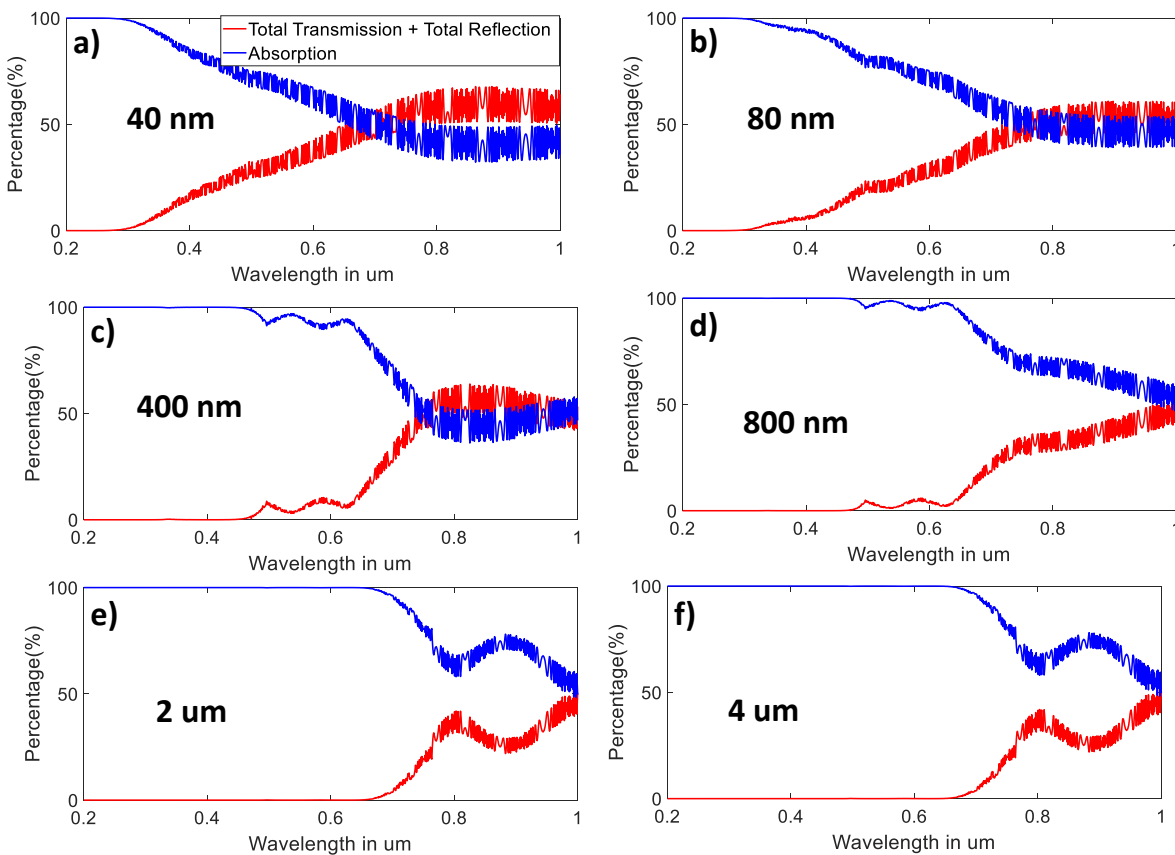 a)
Total Transmission + Total Reflection
Absorption
40 nm
Percentage(%)
100
50
0
0.2
0.4
0.6
0.8
1
Wavelength in um
b)
80 nm
Percentage(%)
100
50
0
0.2
0.4
0.6
0.8
1
Wavelength in um
c)
400 nm
Percentage(%)
100
50
0
0.2
0.4
0.6
0.8
1
Wavelength in um
d)
800 nm
Percentage(%)
100
50
0
0.2
0.4
0.6
0.8
1
Wavelength in um
e)
2 um
Percentage(%)
100
50
0
0.2
0.4
0.6
0.8
1
Wavelength in um
f)
4 um
Percentage(%)
100
50
0
0.2
0.4
0.6
0.8
1
Wavelength in um